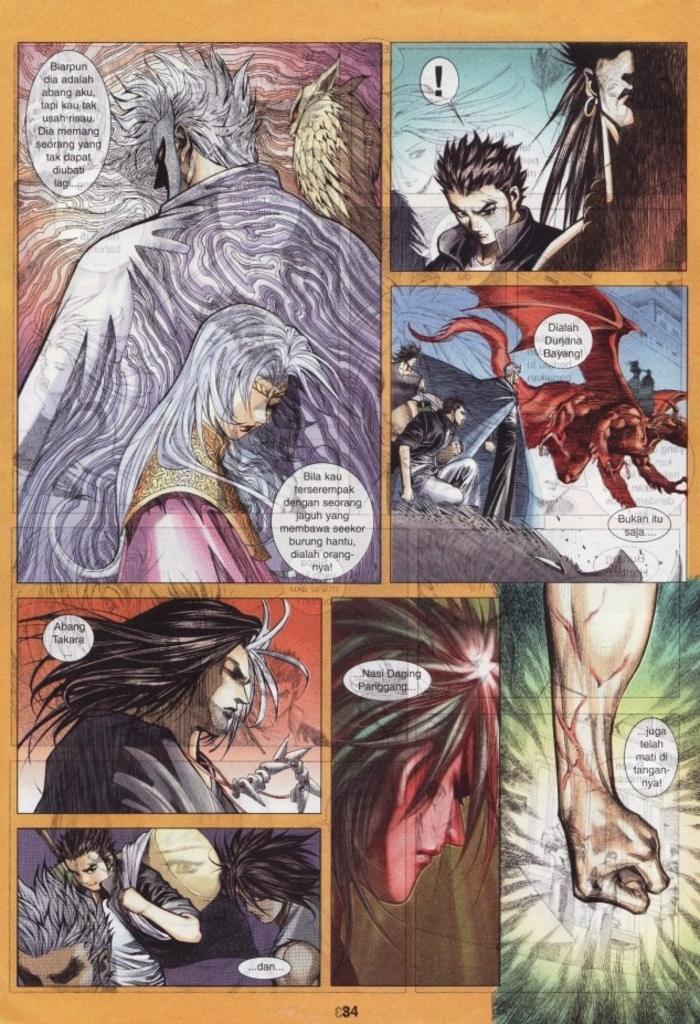 Biarpun
dia adalah
abang aku,
tapi kau tak
usah risau.
Dia memang
seorang yang
tak dapat
diubati
lagi....
!
Bila kau
terserempak
dengan seorang
jaguh yang
membawa seekor
burung hantu,
dialah orang-
nya!
Dialah
Durjana
Bayang!
Bukan itu
saja....
Abang
Takara
...
...Nasi Daging
Panggang...
...juga
telah
mati di
tangan-
nya!
...dan...
84